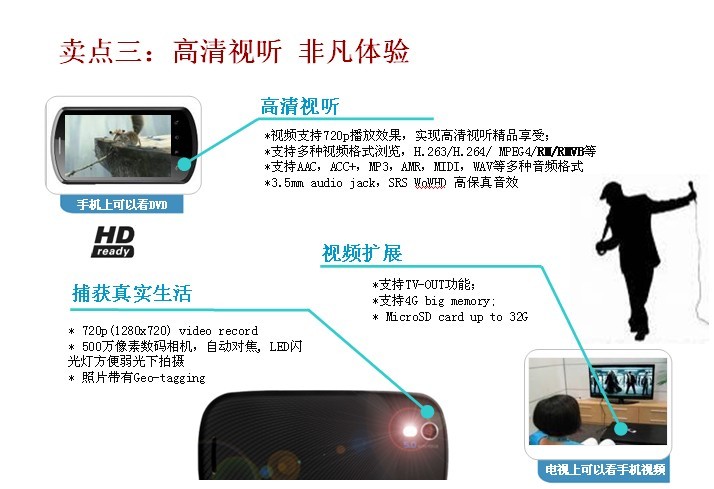 卖点三：高清视听 非凡体验
高清视听
*视频支持720p播放效果，实现高清视听精品享受；
*支持多种视频格式浏览，H.263/H.264/ MPEG4/RM/RMVB等
*支持AAC，ACC+，MP3，AMR，MIDI，WAV等多种音频格式
*3.5mm audio jack，SRS WoWHD 高保真音效
手机上可以看DVD
HD
ready
视频扩展
*支持TV-OUT功能；
*支持4G big memory;
* MicroSD card up to 32G
捕获真实生活
* 720p(1280x720) video record
* 500万像素数码相机，自动对焦, LED闪
光灯方便弱光下拍摄
* 照片带有Geo-tagging
电视上可以看手机视频